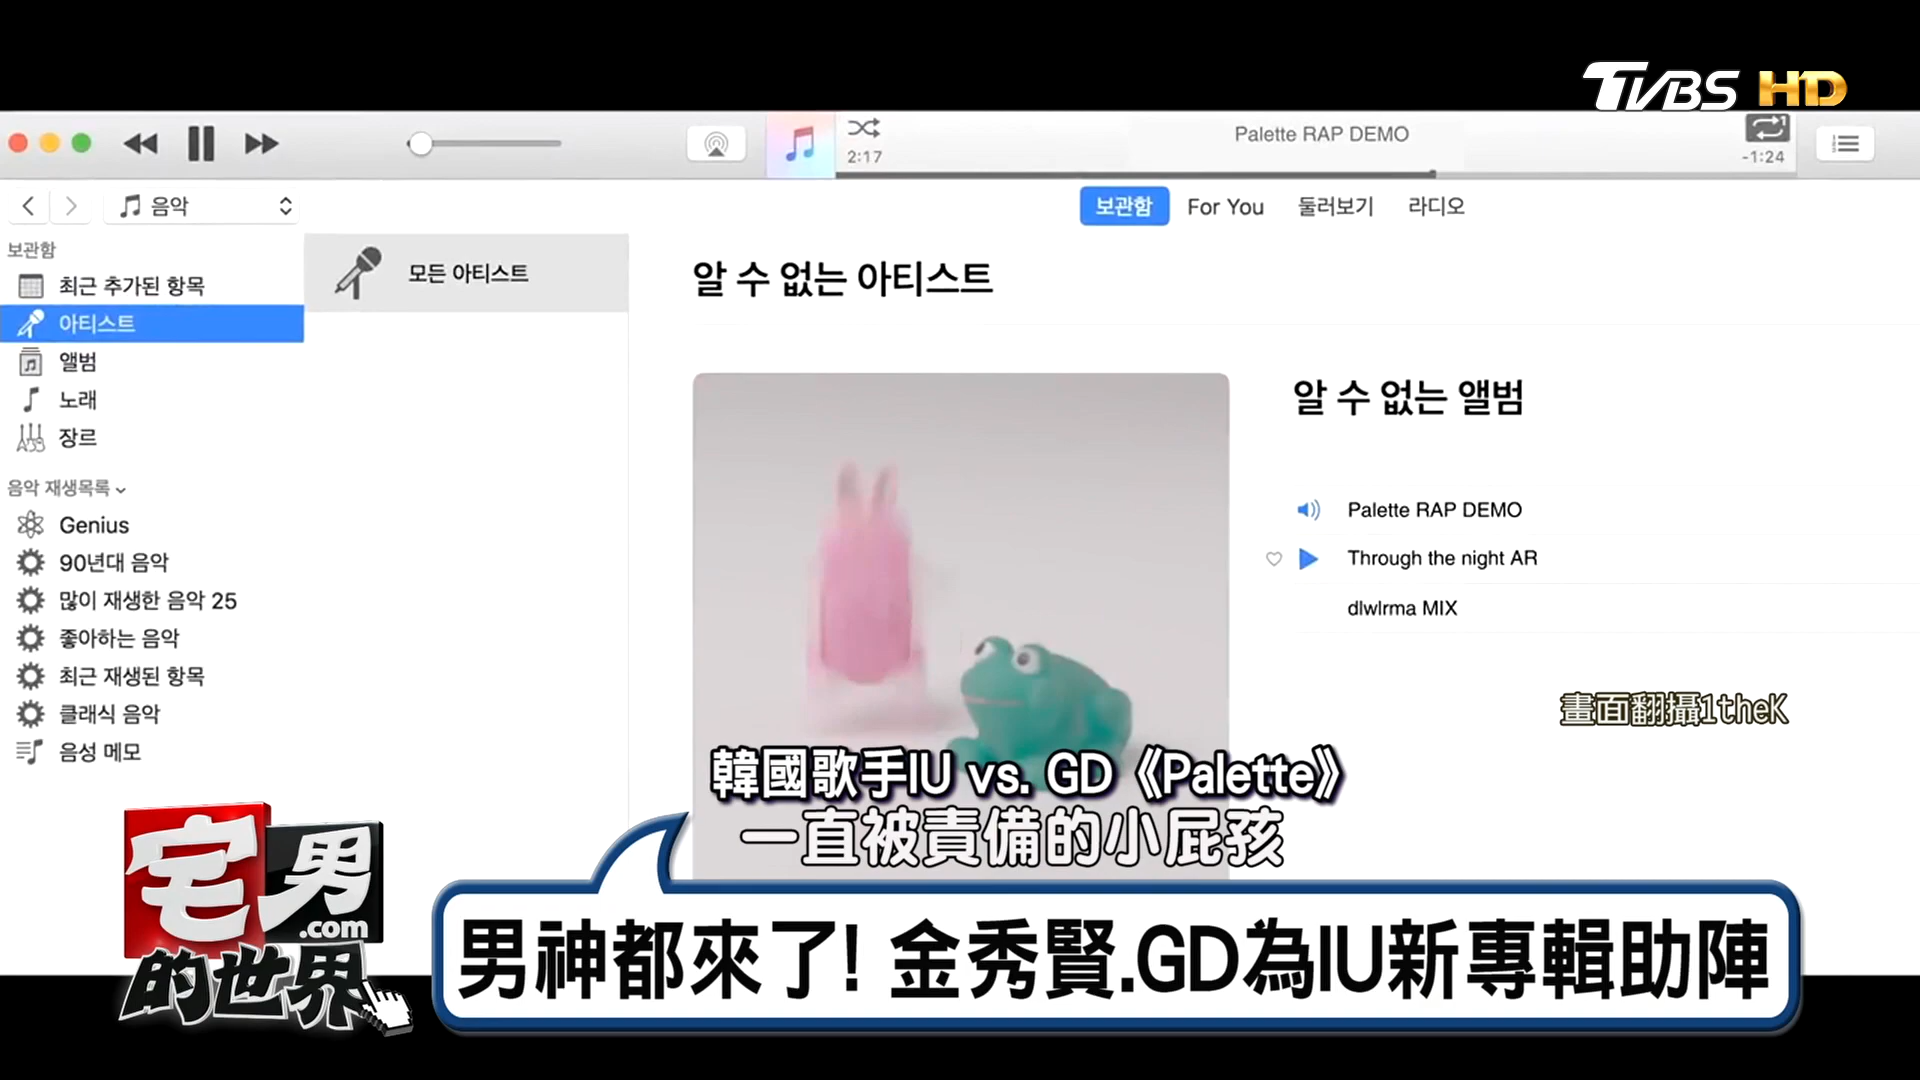 TVBS HD
Palette RAP DEMO
2:17
-1:24
음악
보관함 For You 둘러보기 라디오
보관함
최근 추가된 항목
아티스트
앨범
노래
장르
음악 재생목록
Genius
90년대 음악
많이 재생한 음악 25
좋아하는 음악
최근 재생된 항목
클래식 음악
음성 메모
모든 아티스트
알 수 없는 아티스트
알 수 없는 앨범
Palette RAP DEMO
Through the night AR
dlwlrma MIX
畫面翻攝1theK
韓國歌手IU vs. GD《Palette》
一直被責備的小屁孩
宅男.com
的世界
男神都來了! 金秀賢.GD為IU新專輯助陣